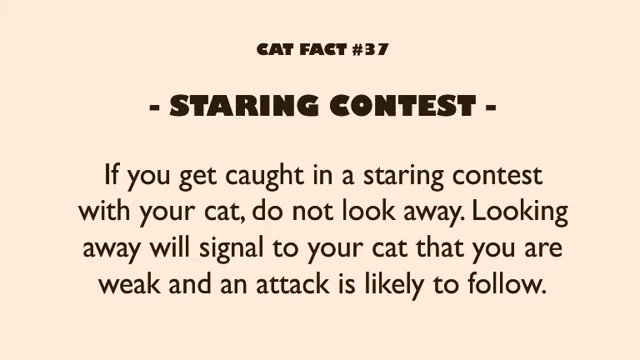 CAT FACT #37
- STARING CONTEST -
If you get caught in a staring contest
with your cat, do not look away. Looking
away will signal to your cat that you are
weak and an attack is likely to follow.